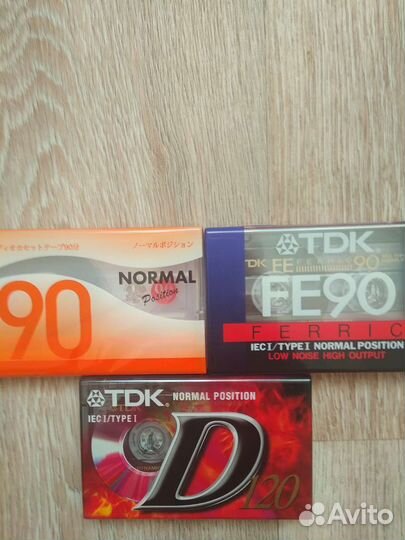 ディオカセットテープ90分
ノーマルポジション
90
NORMAL
Position
TDK
TDK FE FERRIC 90
FE90
FERRIC
IEC I/TYPE I NORMAL POSITION
LOW NOISE HIGH OUTPUT
TDK NORMAL POSITION
IEC I/TYPE I
D 120
Avito